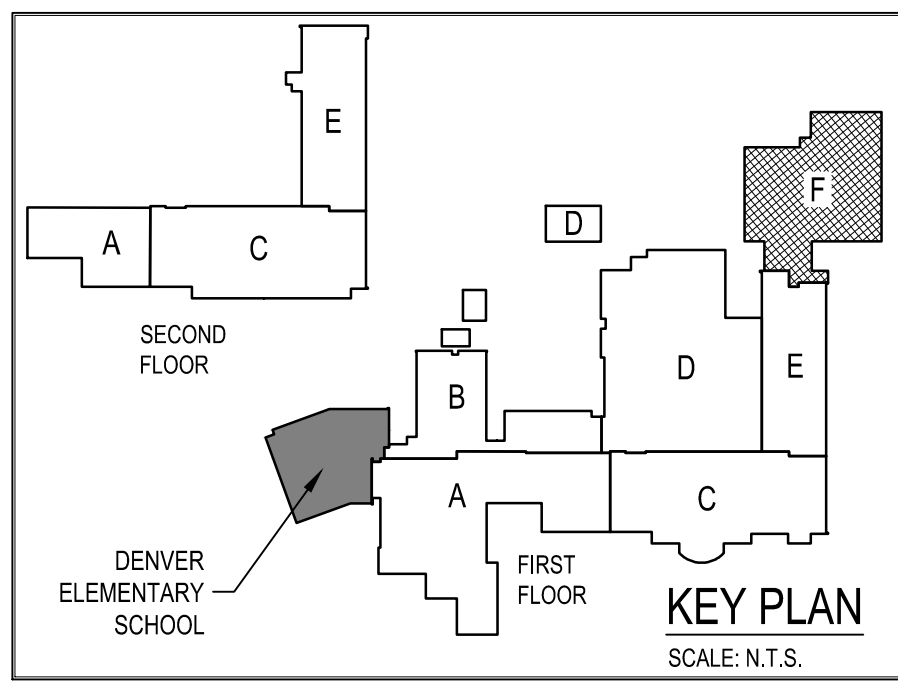 E
A
C
SECOND
FLOOR
F
D
D
E
B
A
C
DENVER
ELEMENTARY
SCHOOL
FIRST
FLOOR
KEY PLAN
SCALE: N.T.S.